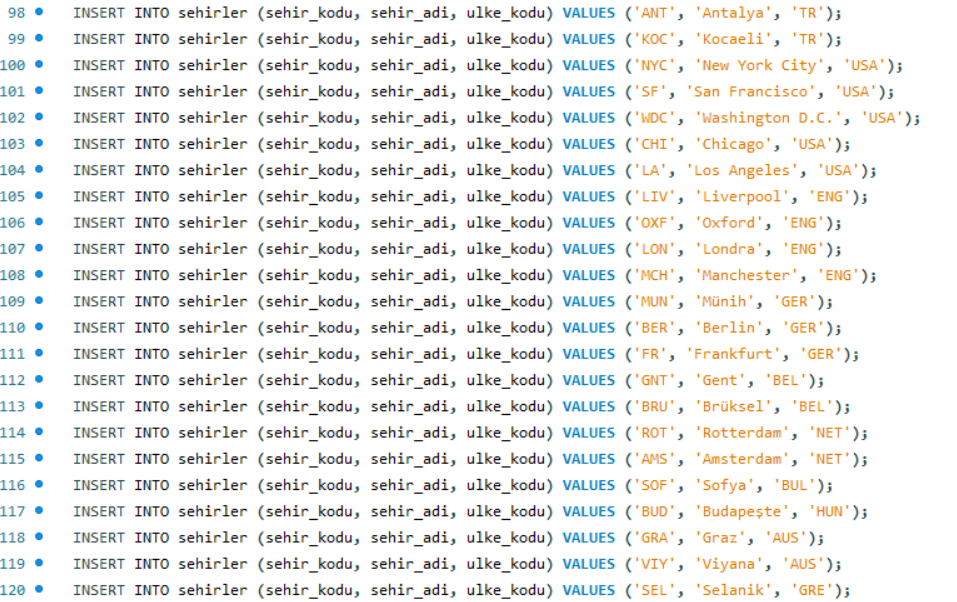 98 INSERT INTO sehirler (sehir_kodu, sehir_adi, ulke_kodu) VALUES ('ANT', 'Antalya', 'TR');
99 INSERT INTO sehirler (sehir_kodu, sehir_adi, ulke_kodu) VALUES ('KOC', 'Kocaeli', 'TR');
100 INSERT INTO sehirler (sehir_kodu, sehir_adi, ulke_kodu) VALUES ('NYC', 'New York City', 'USA');
101 INSERT INTO sehirler (sehir_kodu, sehir_adi, ulke_kodu) VALUES ('SF', 'San Francisco', 'USA');
102 INSERT INTO sehirler (sehir_kodu, sehir_adi, ulke_kodu) VALUES ('WDC', 'Washington D.C.', 'USA');
103 INSERT INTO sehirler (sehir_kodu, sehir_adi, ulke_kodu) VALUES ('CHI', 'Chicago', 'USA');
104 INSERT INTO sehirler (sehir_kodu, sehir_adi, ulke_kodu) VALUES ('LA', 'Los Angeles', 'USA');
105 INSERT INTO sehirler (sehir_kodu, sehir_adi, ulke_kodu) VALUES ('LIV', 'Liverpool', 'ENG');
106 INSERT INTO sehirler (sehir_kodu, sehir_adi, ulke_kodu) VALUES ('OXF', 'Oxford', 'ENG');
107 INSERT INTO sehirler (sehir_kodu, sehir_adi, ulke_kodu) VALUES ('LON', 'Londra', 'ENG');
108 INSERT INTO sehirler (sehir_kodu, sehir_adi, ulke_kodu) VALUES ('MCH', 'Manchester', 'ENG');
109 INSERT INTO sehirler (sehir_kodu, sehir_adi, ulke_kodu) VALUES ('MUN', 'Münih', 'GER');
110 INSERT INTO sehirler (sehir_kodu, sehir_adi, ulke_kodu) VALUES ('BER', 'Berlin', 'GER');
111 INSERT INTO sehirler (sehir_kodu, sehir_adi, ulke_kodu) VALUES ('FR', 'Frankfurt', 'GER');
112 INSERT INTO sehirler (sehir_kodu, sehir_adi, ulke_kodu) VALUES ('GNT', 'Gent', 'BEL');
113 INSERT INTO sehirler (sehir_kodu, sehir_adi, ulke_kodu) VALUES ('BRU', 'Brüksel', 'BEL');
114 INSERT INTO sehirler (sehir_kodu, sehir_adi, ulke_kodu) VALUES ('ROT', 'Rotterdam', 'NET');
115 INSERT INTO sehirler (sehir_kodu, sehir_adi, ulke_kodu) VALUES ('AMS', 'Amsterdam', 'NET');
116 INSERT INTO sehirler (sehir_kodu, sehir_adi, ulke_kodu) VALUES ('SOF', 'Sofya', 'BUL');
117 INSERT INTO sehirler (sehir_kodu, sehir_adi, ulke_kodu) VALUES ('BUD', 'Budapeşte', 'HUN');
118 INSERT INTO sehirler (sehir_kodu, sehir_adi, ulke_kodu) VALUES ('GRA', 'Graz', 'AUS');
119 INSERT INTO sehirler (sehir_kodu, sehir_adi, ulke_kodu) VALUES ('VIY', 'Viyana', 'AUS');
120 INSERT INTO sehirler (sehir_kodu, sehir_adi, ulke_kodu) VALUES ('SEL', 'Selanik', 'GRE');